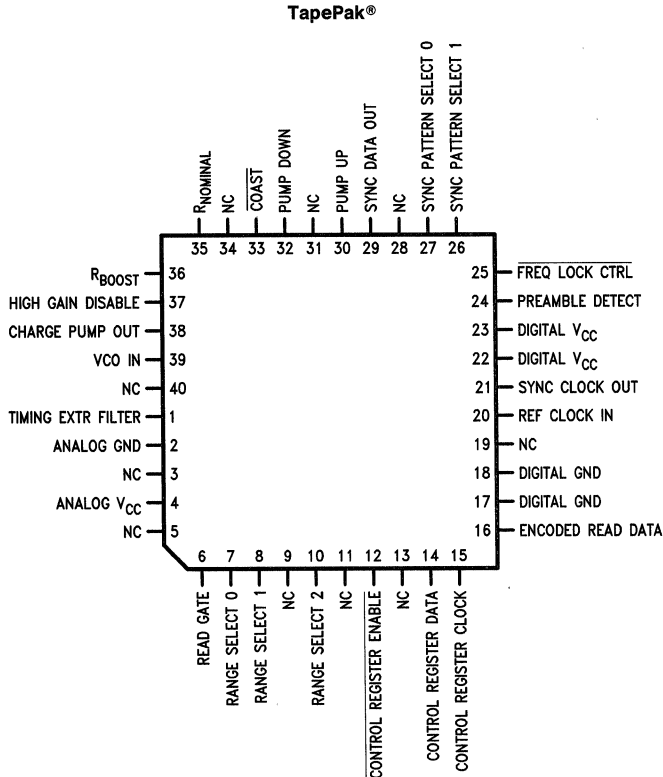 TapePak®
R_NOMINAL
NC
COAST
PUMP DOWN
NC
PUMP UP
SYNC DATA OUT
NC
SYNC PATTERN SELECT 0
SYNC PATTERN SELECT 1
35 34 33 32 31 30 29 28 27 26
R_BOOST 36
HIGH GAIN DISABLE 37
CHARGE PUMP OUT 38
VCO IN 39
NC 40
TIMING EXTR FILTER 1
ANALOG GND 2
NC 3
ANALOG V_CC 4
NC 5
25 FREQ LOCK CTRL
24 PREAMBLE DETECT
23 DIGITAL V_CC
22 DIGITAL V_CC
21 SYNC CLOCK OUT
20 REF CLOCK IN
19 NC
18 DIGITAL GND
17 DIGITAL GND
16 ENCODED READ DATA
6 7 8 9 10 11 12 13 14 15
READ GATE
RANGE SELECT 0
RANGE SELECT 1
NC
RANGE SELECT 2
NC
CONTROL REGISTER ENABLE
NC
CONTROL REGISTER DATA
CONTROL REGISTER CLOCK